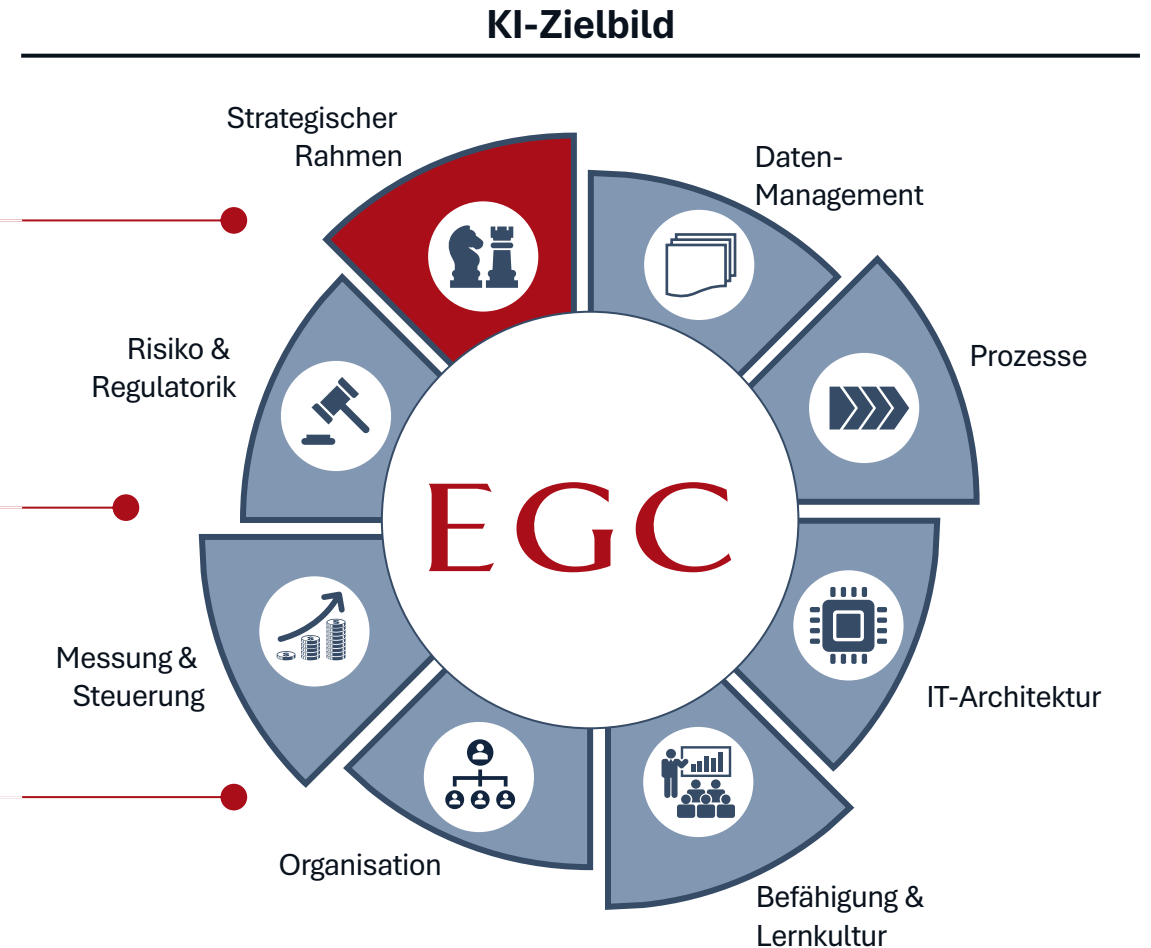 KI-Zielbild
Strategischer
Rahmen
Daten-
Management
Prozesse
IT-Architektur
Befähigung &
Lernkultur
Organisation
Messung &
Steuerung
Risiko &
Regulatorik
EGC